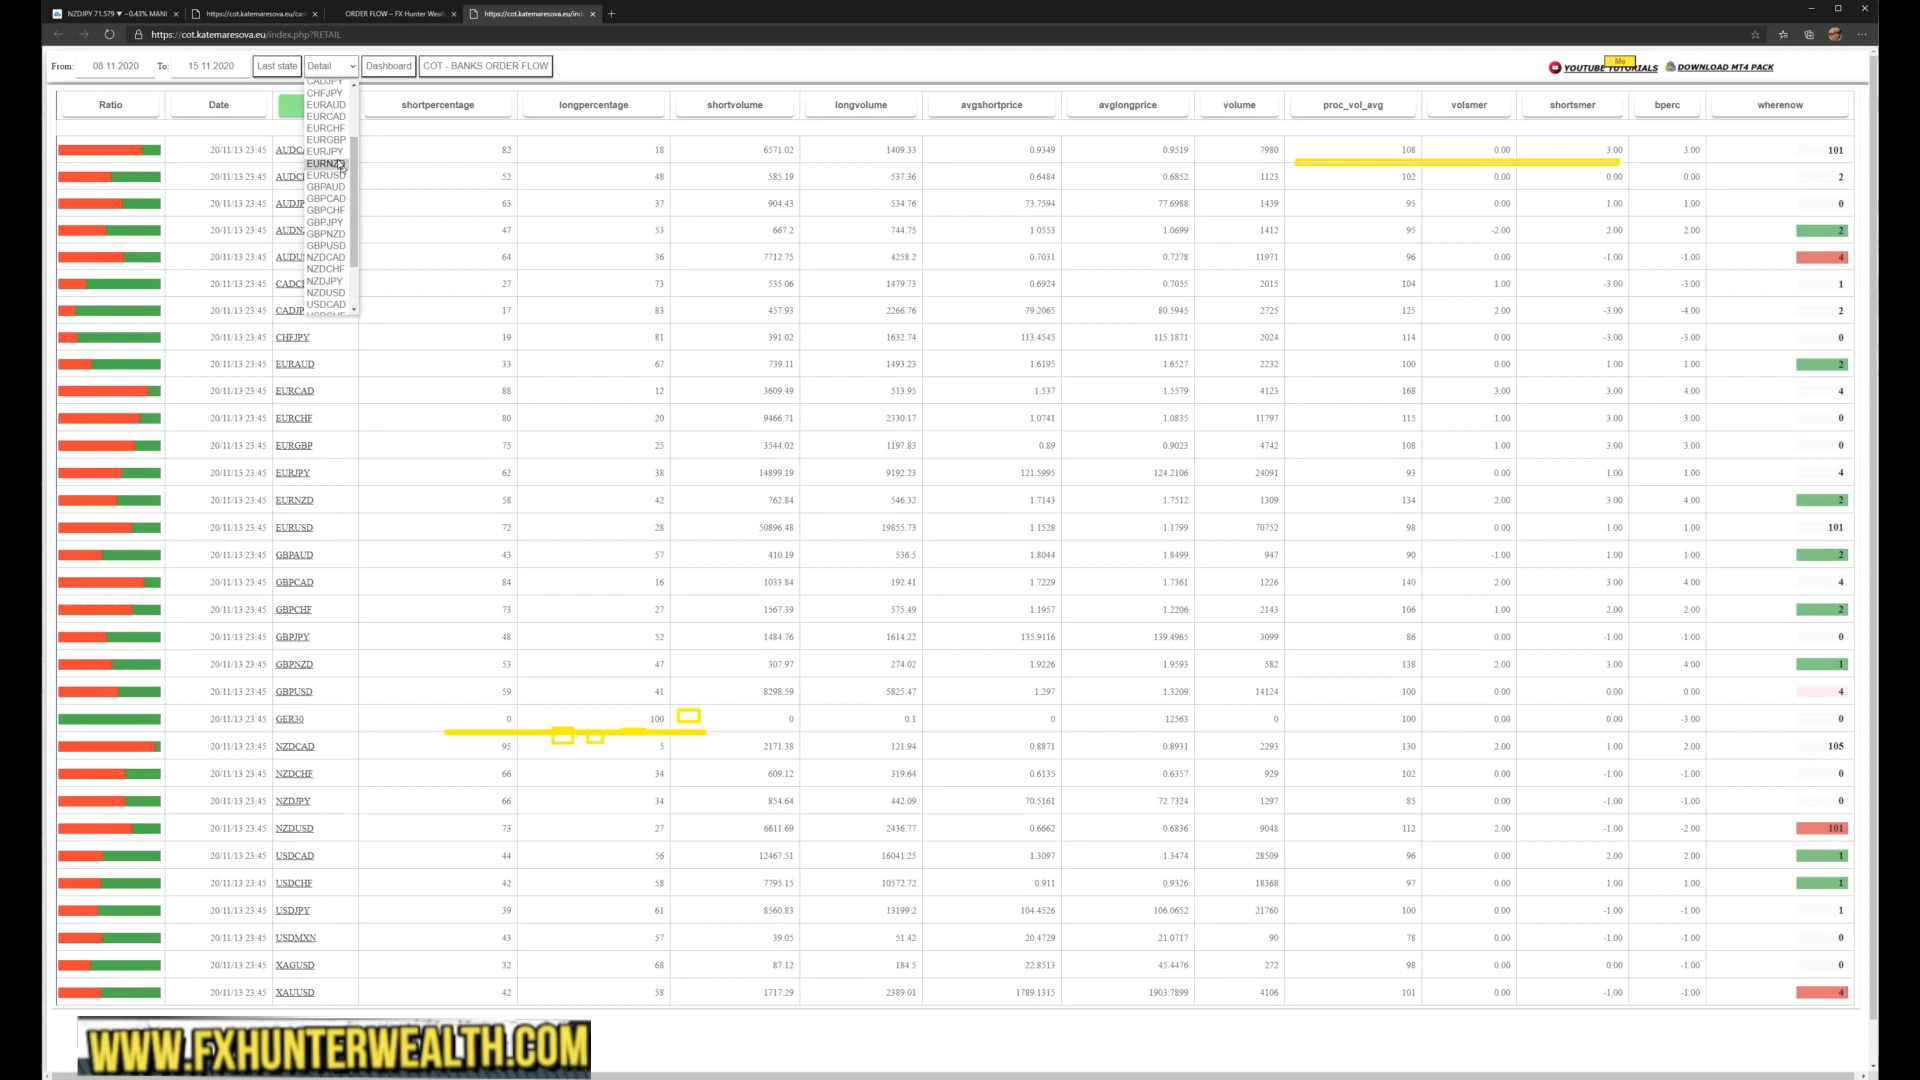 NZDJPY 71.579 ▼ −0.43% MANI
https://cot.katemaresova.eu/car
ORDER FLOW – FX Hunter Wealt
https://cot.katemaresova.eu/ind
https://cot.katemaresova.eu/index.php?RETAIL
From: 08.11.2020 To: 15.11.2020 Last state Detail Dashboard COT - BANKS ORDER FLOW Me YOUTUBE TUTORIALS DOWNLOAD MT4 PACK
Ratio Date shortpercentage longpercentage shortvolume longvolume avgshortprice avglongprice volume proc_vol_avg volsmer shortsmer bperc wherenow
CADJPY
CHFJPY
EURAUD
EURCAD
EURCHF
EURGBP
EURJPY
EURNZD
EURUSD
GBPAUD
GBPCAD
GBPCHF
GBPJPY
GBPNZD
GBPUSD
NZDCAD
NZDCHF
NZDJPY
NZDUSD
USDCAD
20/11/13 23:45 AUDC 82 18 6571.02 1409.33 0.9349 0.9519 7980 108 0.00 3.00 3.00 101
20/11/13 23:45 AUDC 52 48 585.19 537.36 0.6484 0.6852 1123 102 0.00 0.00 0.00 2
20/11/13 23:45 AUDJP 63 37 904.43 534.76 73.7594 77.6988 1439 95 0.00 1.00 1.00 0
20/11/13 23:45 AUDN 47 53 667.2 744.75 1.0553 1.0699 1412 95 -2.00 2.00 2.00 2
20/11/13 23:45 AUDU 64 36 7712.75 4258.2 0.7031 0.7278 11971 96 0.00 -1.00 -1.00 4
20/11/13 23:45 CADC 27 73 535.06 1479.73 0.6924 0.7055 2015 104 1.00 -3.00 -3.00 1
20/11/13 23:45 CADJP 17 83 457.93 2266.76 79.2065 80.5945 2725 125 2.00 -3.00 -4.00 2
20/11/13 23:45 CHFJPY 19 81 391.02 1632.74 113.4545 115.1871 2024 114 0.00 -3.00 -3.00 0
20/11/13 23:45 EURAUD 33 67 739.11 1493.23 1.6195 1.6527 2232 100 0.00 1.00 1.00 2
20/11/13 23:45 EURCAD 88 12 3609.49 513.95 1.537 1.5579 4123 168 3.00 3.00 4.00 4
20/11/13 23:45 EURCHF 80 20 9466.71 2330.17 1.0741 1.0835 11797 115 1.00 3.00 3.00 0
20/11/13 23:45 EURGBP 75 25 3544.02 1197.83 0.89 0.9023 4742 108 1.00 3.00 3.00 0
20/11/13 23:45 EURJPY 62 38 14899.19 9192.23 121.5995 124.2106 24091 93 0.00 1.00 1.00 4
20/11/13 23:45 EURNZD 58 42 762.84 546.32 1.7143 1.7512 1309 134 2.00 3.00 4.00 2
20/11/13 23:45 EURUSD 72 28 50896.48 19855.73 1.1528 1.1799 70752 98 0.00 1.00 1.00 101
20/11/13 23:45 GBPAUD 43 57 410.19 536.5 1.8044 1.8499 947 90 -1.00 1.00 1.00 2
20/11/13 23:45 GBPCAD 84 16 1033.84 192.41 1.7229 1.7361 1226 140 2.00 3.00 4.00 4
20/11/13 23:45 GBPCHF 73 27 1567.39 575.49 1.1957 1.2206 2143 106 1.00 2.00 2.00 2
20/11/13 23:45 GBPJPY 48 52 1484.76 1614.22 135.9116 139.4965 3099 86 0.00 -1.00 -1.00 0
20/11/13 23:45 GBPNZD 53 47 307.97 274.02 1.9226 1.9593 582 138 2.00 3.00 4.00 1
20/11/13 23:45 GBPUSD 59 41 8298.59 5825.47 1.297 1.3209 14124 100 0.00 0.00 0.00 4
20/11/13 23:45 GER30 0 100 0 0.1 0 12563 0 100 0.00 -3.00 0.00 0
20/11/13 23:45 NZDCAD 95 5 2171.38 121.94 0.8871 0.8931 2293 130 2.00 1.00 2.00 105
20/11/13 23:45 NZDCHF 66 34 609.12 319.64 0.6135 0.6357 929 102 0.00 -1.00 -1.00 0
20/11/13 23:45 NZDJPY 66 34 854.64 442.09 70.5161 72.7324 1297 85 0.00 -1.00 -1.00 0
20/11/13 23:45 NZDUSD 73 27 6611.69 2436.77 0.6662 0.6836 9048 112 2.00 -1.00 -2.00 101
20/11/13 23:45 USDCAD 44 56 12467.51 16041.25 1.3097 1.3474 28509 96 0.00 2.00 2.00 1
20/11/13 23:45 USDCHF 42 58 7795.15 10572.72 0.911 0.9326 18368 97 0.00 1.00 1.00 1
20/11/13 23:45 USDJPY 39 61 8560.83 13199.2 104.4526 106.0652 21760 100 0.00 -1.00 -1.00 1
20/11/13 23:45 USDMXN 43 57 39.05 51.42 20.4729 21.0717 90 78 0.00 -1.00 -1.00 0
20/11/13 23:45 XAGUSD 32 68 87.12 184.5 22.8513 45.4476 272 98 0.00 0.00 -1.00 0
20/11/13 23:45 XAUUSD 42 58 1717.29 2389.01 1789.1315 1903.7899 4106 101 0.00 -1.00 -1.00 4
WWW.FXHUNTERWEALTH.COM